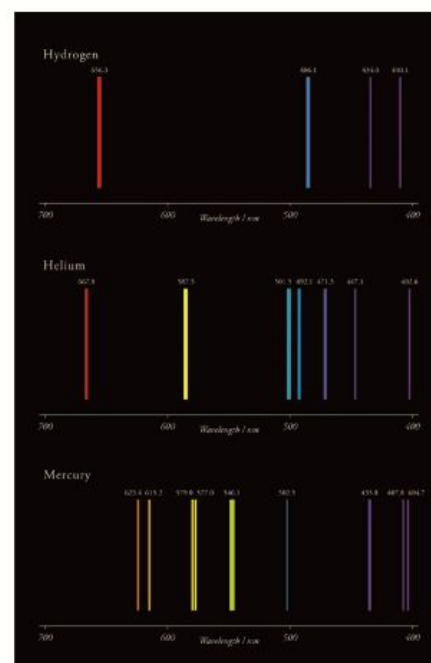 Hydrogen
656.3 486.1 434.0 410.1
700 600 500 400
Wavelength / nm
Helium
667.8 587.5 501.5 492.1 471.3 447.1 402.6
700 600 500 400
Wavelength / nm
Mercury
623.4 615.2 579.0 577.0 546.1 502.5 435.8 407.8 404.7
700 600 500 400
Wavelength / nm